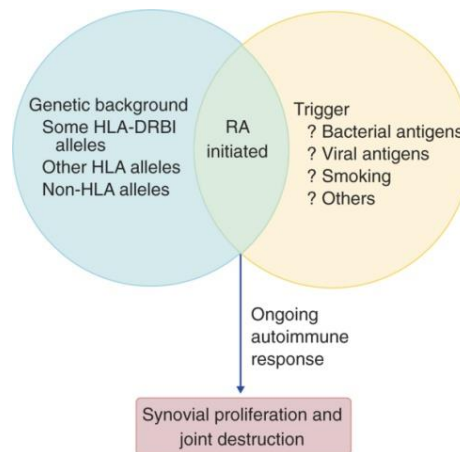 Genetic background
Some HLA-DRBI
alleles
Other HLA alleles
Non-HLA alleles
RA
initiated
Trigger
? Bacterial antigens
? Viral antigens
? Smoking
? Others
Ongoing
autoimmune
response
Synovial proliferation and
joint destruction